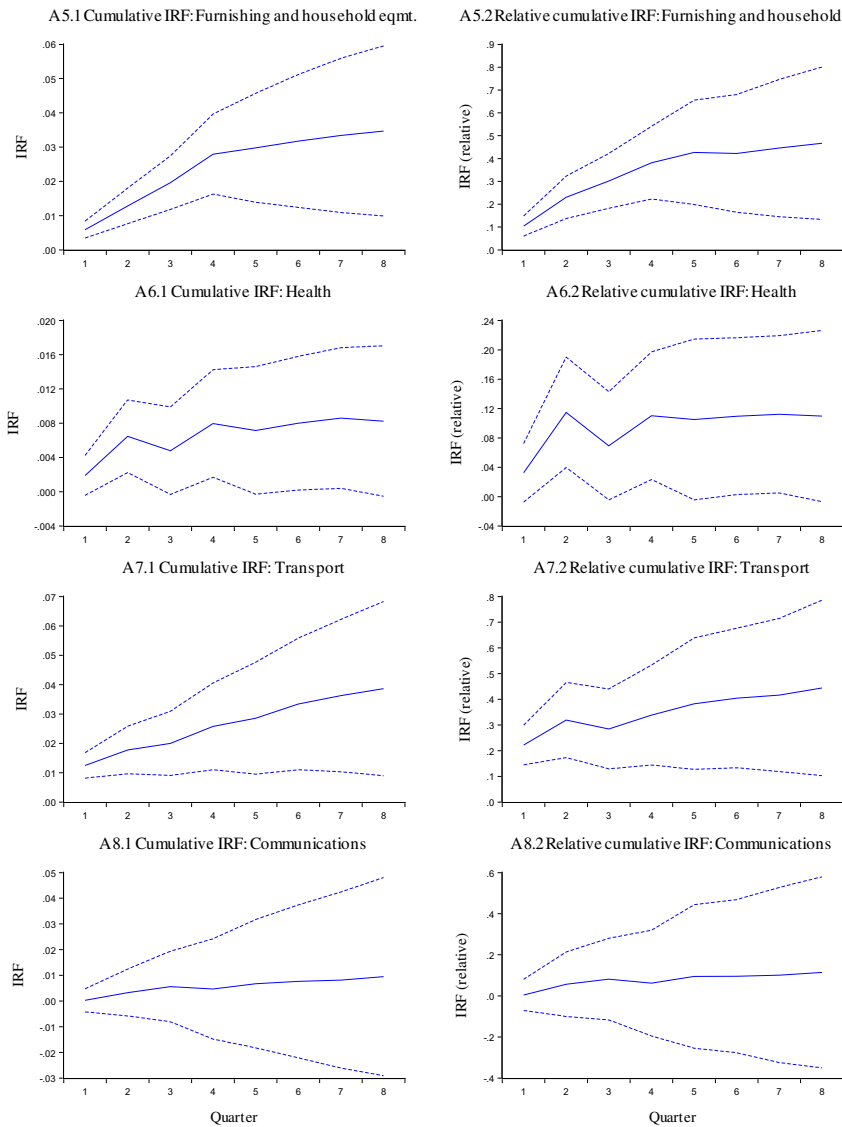 A5.1 Cumulative IRF: Furnishing and household eqmt.
.06
.05
.04
.03
.02
.01
.00
IRF
1 2 3 4 5 6 7 8
A5.2 Relative cumulative IRF: Furnishing and household
.9
.8
.7
.6
.5
.4
.3
.2
.1
.0
IRF (relative)
1 2 3 4 5 6 7 8
A6.1 Cumulative IRF: Health
.020
.016
.012
.008
.004
.000
-.004
IRF
1 2 3 4 5 6 7 8
A6.2 Relative cumulative IRF: Health
.24
.20
.16
.12
.08
.04
.00
-.04
IRF (relative)
1 2 3 4 5 6 7 8
A7.1 Cumulative IRF: Transport
.07
.06
.05
.04
.03
.02
.01
.00
IRF
1 2 3 4 5 6 7 8
A7.2 Relative cumulative IRF: Transport
.8
.7
.6
.5
.4
.3
.2
.1
.0
IRF (relative)
1 2 3 4 5 6 7 8
A8.1 Cumulative IRF: Communications
.05
.04
.03
.02
.01
.00
-.01
-.02
-.03
IRF
1 2 3 4 5 6 7 8
Quarter
A8.2 Relative cumulative IRF: Communications
.6
.4
.2
.0
-.2
-.4
IRF (relative)
1 2 3 4 5 6 7 8
Quarter